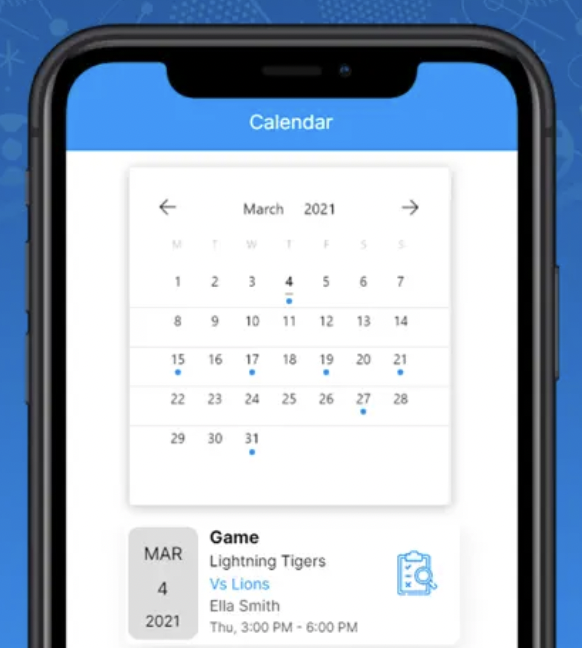 Calendar
March 2021
M T W T F S S
1 2 3 4 5 6 7
8 9 10 11 12 13 14
15 16 17 18 19 20 21
22 23 24 25 26 27 28
29 30 31
MAR
4
2021
Game
Lightning Tigers
Vs Lions
Ella Smith
Thu, 3:00 PM - 6:00 PM